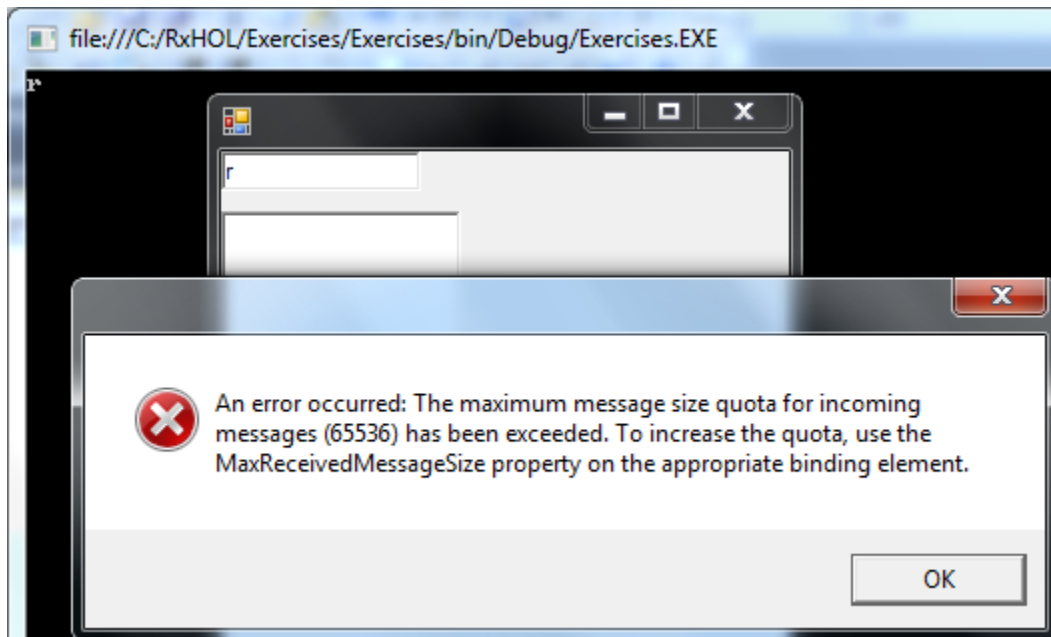 file:///C:/RxHOL/Exercises/Exercises/bin/Debug/Exercises.EXE
r
r
An error occurred: The maximum message size quota for incoming
messages (65536) has been exceeded. To increase the quota, use the
MaxReceivedMessageSize property on the appropriate binding element.
OK